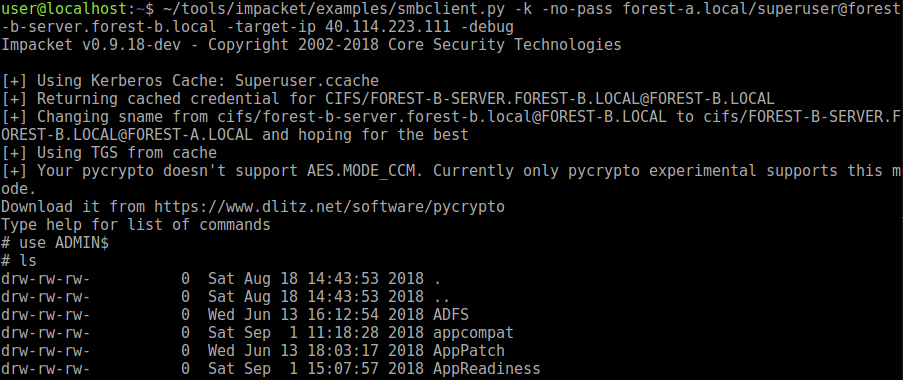 user@localhost:~$ ~/tools/impacket/examples/smbclient.py -k -no-pass forest-a.local/superuser@forest
-b-server.forest-b.local -target-ip 40.114.223.111 -debug
Impacket v0.9.18-dev - Copyright 2002-2018 Core Security Technologies
[+] Using Kerberos Cache: Superuser.ccache
[+] Returning cached credential for CIFS/FOREST-B-SERVER.FOREST-B.LOCAL@FOREST-B.LOCAL
[+] Changing sname from cifs/forest-b-server.forest-b.local@FOREST-B.LOCAL to cifs/FOREST-B-SERVER.F
OREST-B.LOCAL@FOREST-A.LOCAL and hoping for the best
[+] Using TGS from cache
[+] Your pycrypto doesn't support AES.MODE_CCM. Currently only pycrypto experimental supports this m
ode.
Download it from https://www.dlitz.net/software/pycrypto
Type help for list of commands
# use ADMIN$
# ls
drw-rw-rw-          0  Sat Aug 18 14:43:53 2018 .
drw-rw-rw-          0  Sat Aug 18 14:43:53 2018 ..
drw-rw-rw-          0  Wed Jun 13 16:12:54 2018 ADFS
drw-rw-rw-          0  Sat Sep  1 11:18:28 2018 appcompat
drw-rw-rw-          0  Wed Jun 13 18:03:17 2018 AppPatch
drw-rw-rw-          0  Sat Sep  1 15:07:57 2018 AppReadiness